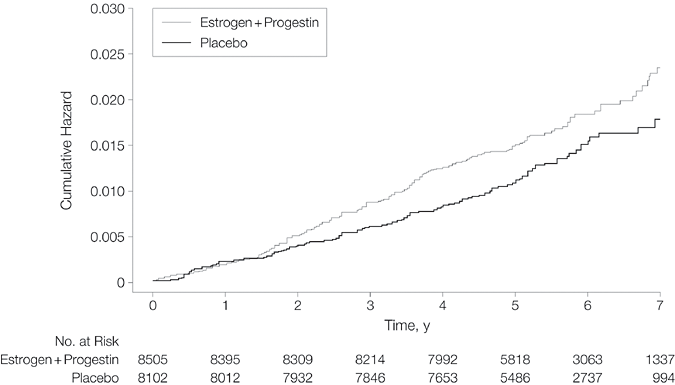 0.030
0.025
0.020
0.015
0.010
0.005
0
Cumulative Hazard
Estrogen + Progestin
Placebo
0 1 2 3 4 5 6 7
Time, y
No. at Risk
Estrogen + Progestin 8505 8395 8309 8214 7992 5818 3063 1337
Placebo 8102 8012 7932 7846 7653 5486 2737 994